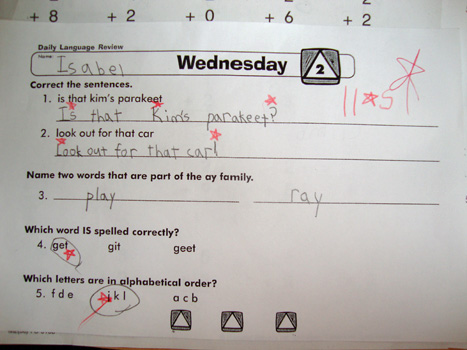 + 8 + 2 + 0 + 6 + 2
Daily Language Review
Name: Isabel Wednesday 2
Correct the sentences.
1. is that kim's parakeet
Is that Kim's parakeet?
2. look out for that car
Look out for that car!
Name two words that are part of the ay family.
3. play ray
Which word IS spelled correctly?
4. get git geet
Which letters are in alphabetical order?
5. f d e j k l a c b